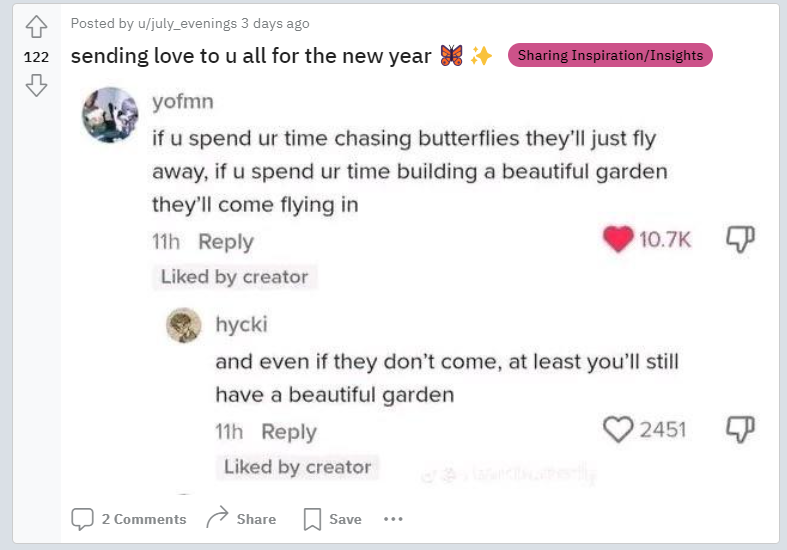 Posted by u/july_evenings 3 days ago
122
sending love to u all for the new year 🦋 ✨ Sharing Inspiration/Insights
yofmn
if u spend ur time chasing butterflies they'll just fly
away, if u spend ur time building a beautiful garden
they'll come flying in
11h Reply
10.7K
Liked by creator
hycki
and even if they don't come, at least you'll still
have a beautiful garden
11h Reply
2451
Liked by creator
2 Comments Share Save •••